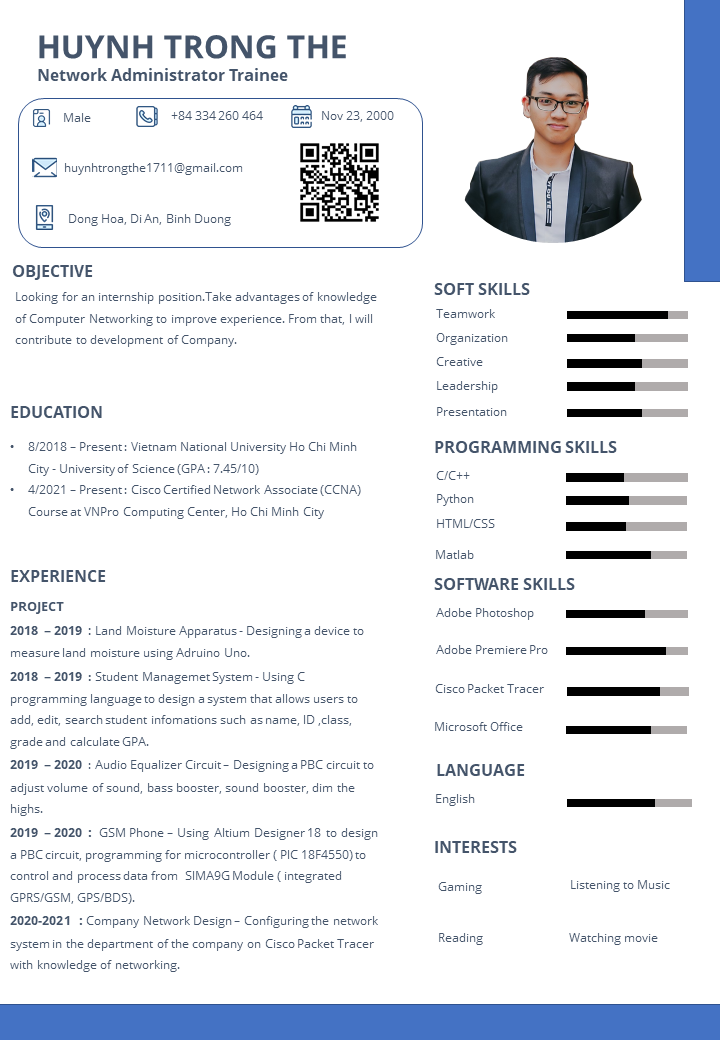 HUYNH TRONG THE
Network Administrator Trainee
Male
+84 334 260 464
Nov 23, 2000
huynhtrongthe1711@gmail.com
Dong Hoa, Di An, Binh Duong
OBJECTIVE
Looking for an internship position.Take advantages of knowledge
of Computer Networking to improve experience. From that, I will
contribute to development of Company.
EDUCATION
• 8/2018 – Present : Vietnam National University Ho Chi Minh
City - University of Science (GPA : 7.45/10)
• 4/2021 – Present : Cisco Certified Network Associate (CCNA)
Course at VNPro Computing Center, Ho Chi Minh City
EXPERIENCE
PROJECT
2018 – 2019 : Land Moisture Apparatus - Designing a device to
measure land moisture using Adruino Uno.
2018 – 2019 : Student Managemet System - Using C
programming language to design a system that allows users to
add, edit, search student infomations such as name, ID ,class,
grade and calculate GPA.
2019 – 2020 : Audio Equalizer Circuit – Designing a PBC circuit to
adjust volume of sound, bass booster, sound booster, dim the
highs.
2019 – 2020 : GSM Phone – Using Altium Designer 18 to design
a PBC circuit, programming for microcontroller ( PIC 18F4550) to
control and process data from SIMA9G Module ( integrated
GPRS/GSM, GPS/BDS).
2020-2021 : Company Network Design – Configuring the network
system in the department of the company on Cisco Packet Tracer
with knowledge of networking.
SOFT SKILLS
Teamwork
Organization
Creative
Leadership
Presentation
PROGRAMMING SKILLS
C/C++
Python
HTML/CSS
Matlab
SOFTWARE SKILLS
Adobe Photoshop
Adobe Premiere Pro
Cisco Packet Tracer
Microsoft Office
LANGUAGE
English
INTERESTS
Gaming
Listening to Music
Reading
Watching movie